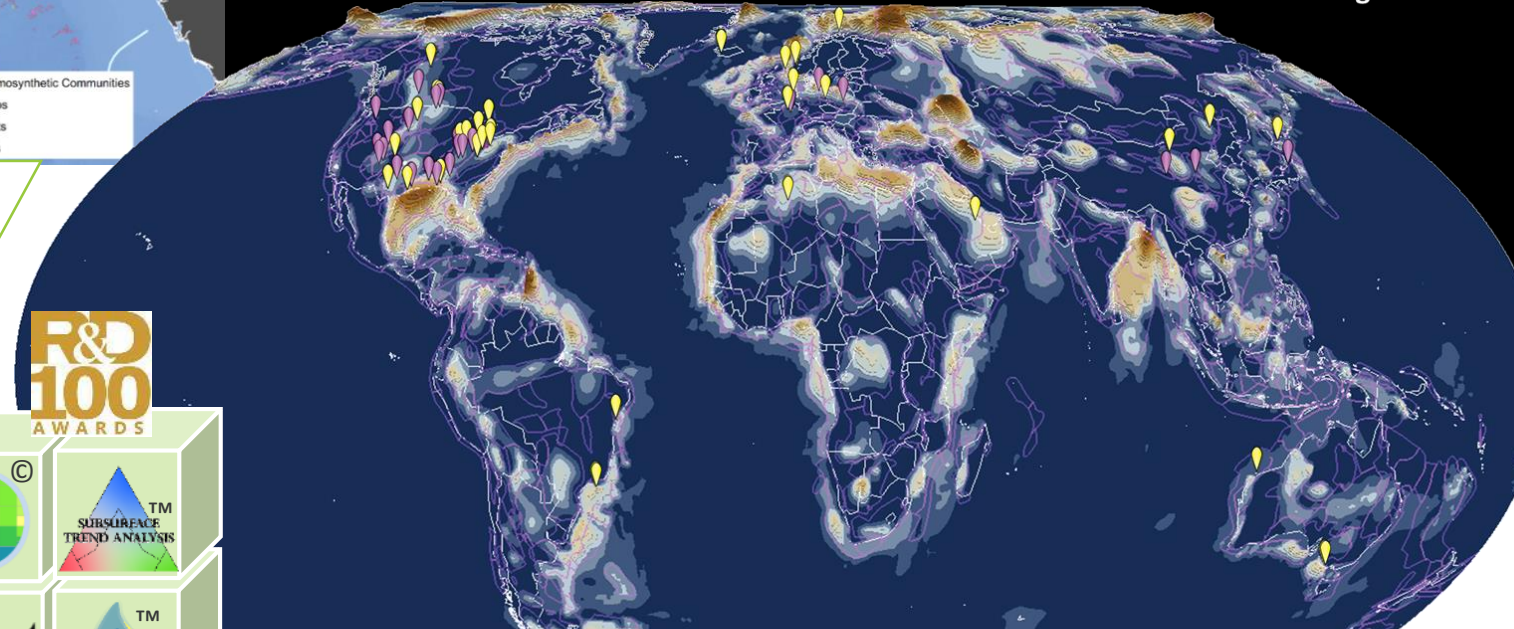 mosynthetic Communities
R&D
100
AWARDS
©
TM
SUBSURFACE
TREND ANALYSIS
TM